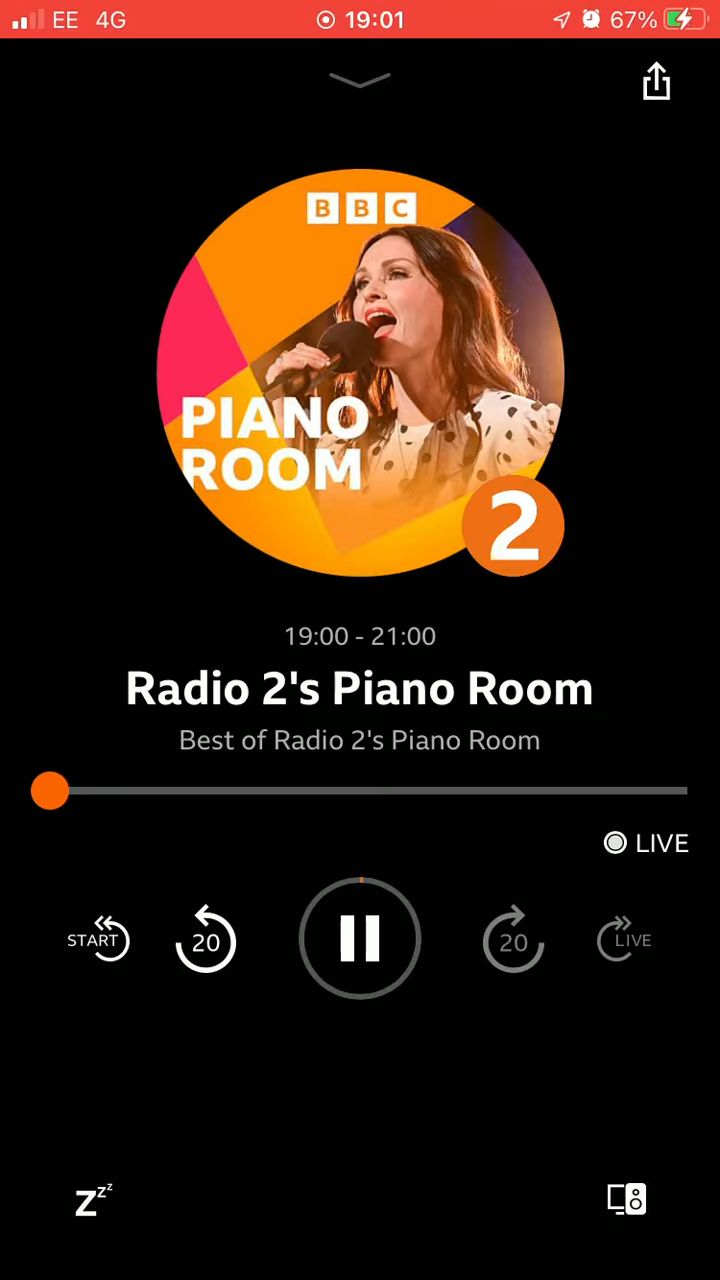 EE 4G 19:01 67%
BBC
PIANO
ROOM
2
19:00 - 21:00
Radio 2's Piano Room
Best of Radio 2's Piano Room
LIVE
START 20 20 LIVE
Zzz